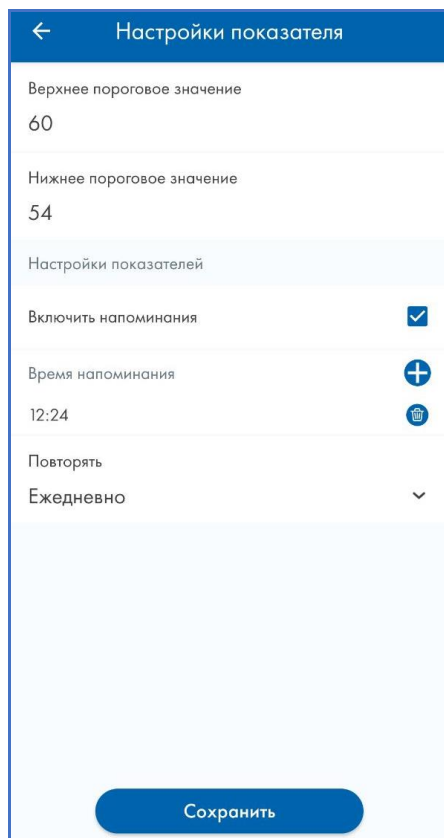 Настройки показателя
Верхнее пороговое значение
60
Нижнее пороговое значение
54
Настройки показателей
Включить напоминания
Время напоминания
12:24
Повторять
Ежедневно
Сохранить